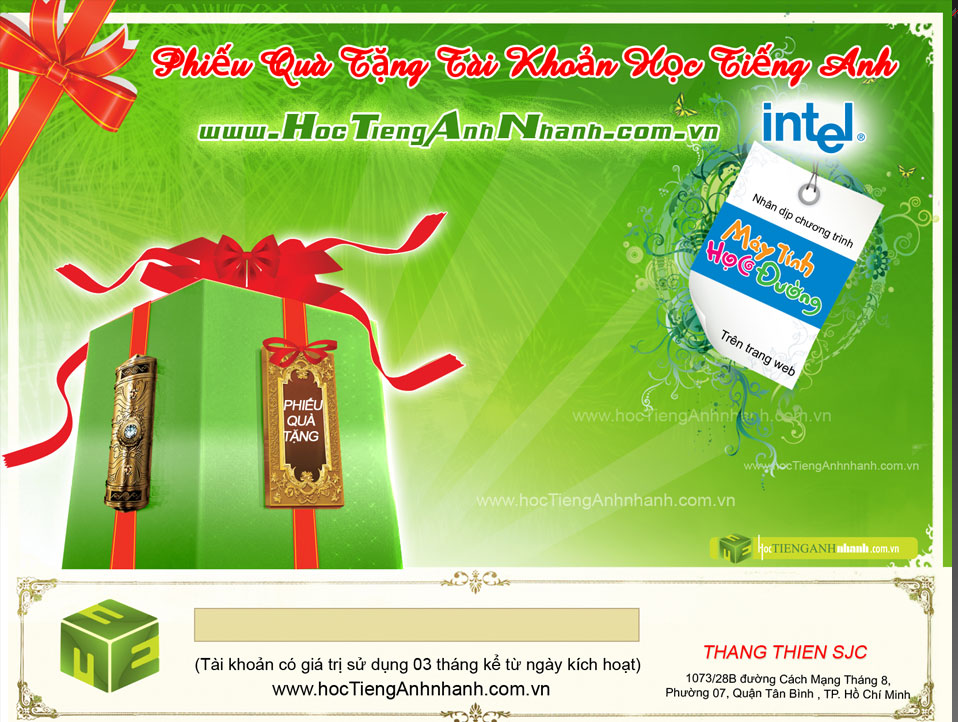 Phiếu Quà Tặng Tài Khoản Học Tiếng Anh
www.HocTiengAnhNhanh.com.vn
intel®
Nhân dịp chương trình
Máy Tính
Học Đường
Trên trang web
PHIẾU
QUÀ
TẶNG
www.hocTiengAnhnhanh.com.vn
www.hocTiengAnhnhanh.com.vn
www.hocTiengAnhnhanh.com.vn
HocTIENGANHnhanh.com.vn
(Tài khoản có giá trị sử dụng 03 tháng kể từ ngày kích hoạt)
www.hocTiengAnhnhanh.com.vn
THANG THIEN SJC
1073/28B đường Cách Mạng Tháng 8,
Phường 07, Quận Tân Bình , TP. Hồ Chí Minh